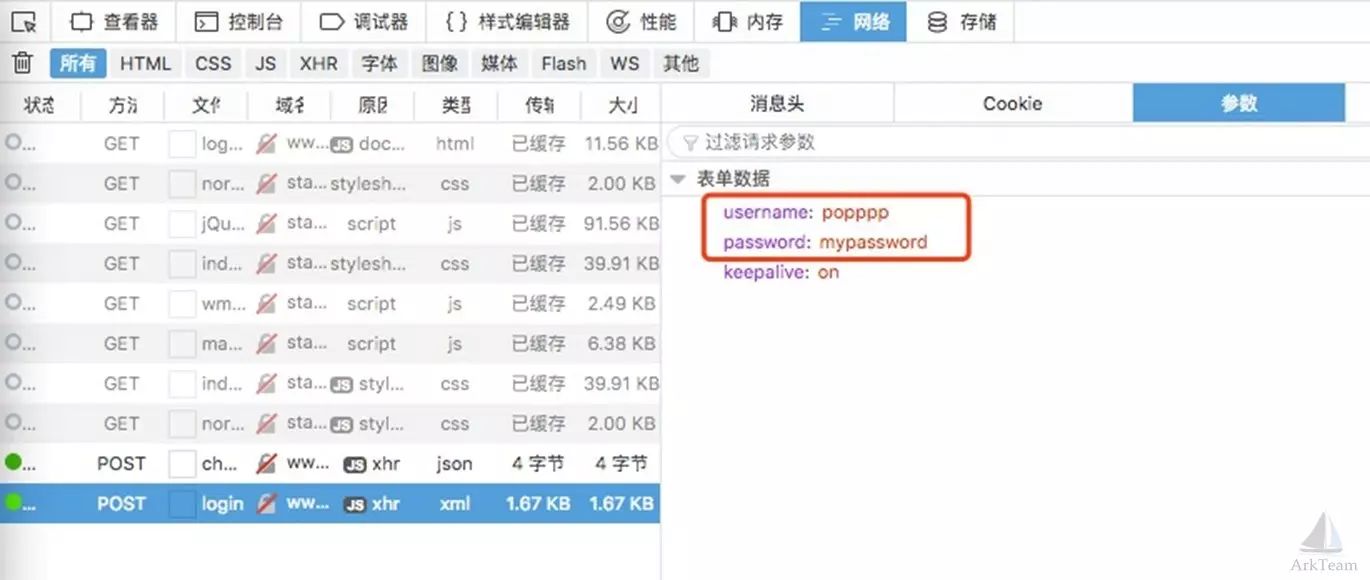 查看器 控制台 调试器 { } 样式编辑器 性能 内存 网络 存储
所有 HTML CSS JS XHR 字体 图像 媒体 Flash WS 其他
状态 方法 文件 域名 原因 类型 传输 大小
... GET log... ww... JS doc... html 已缓存 11.56 KB
... GET nor... sta... stylesh... css 已缓存 2.00 KB
... GET jQu... sta... script js 已缓存 91.56 KB
... GET ind... sta... stylesh... css 已缓存 39.91 KB
... GET wm... sta... script js 已缓存 2.49 KB
... GET ma... sta... script js 已缓存 6.38 KB
... GET ind... sta... JS styl... css 已缓存 39.91 KB
... GET nor... sta... JS styl... css 已缓存 2.00 KB
... POST ch... ww... JS xhr json 4 字节 4 字节
... POST login ww... JS xhr xml 1.67 KB 1.67 KB
消息头 Cookie 参数
过滤请求参数
表单数据
username: popppp
password: mypassword
keepalive: on
ArkTeam